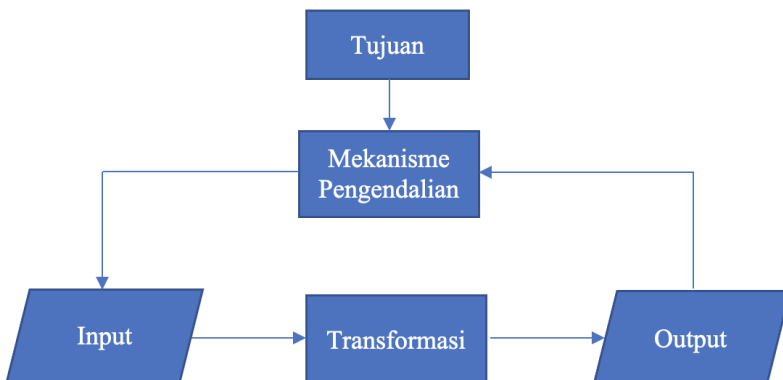 Tujuan
Mekanisme
Pengendalian
Input
Transformasi
Output